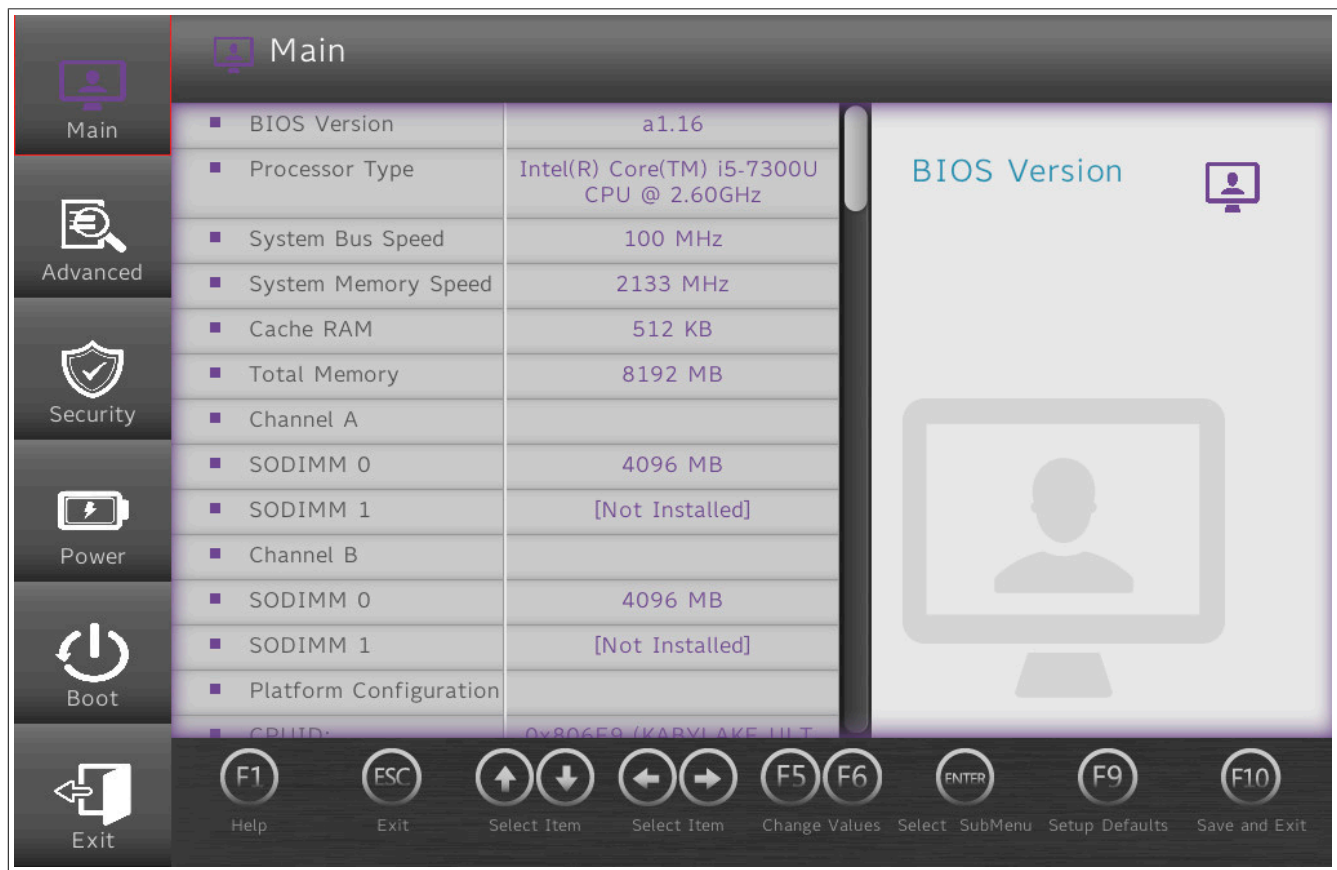 Main
Main
BIOS Version a1.16
Processor Type Intel(R) Core(TM) i5-7300U
CPU @ 2.60GHz
System Bus Speed 100 MHz
System Memory Speed 2133 MHz
Cache RAM 512 KB
Total Memory 8192 MB
Channel A
SODIMM 0 4096 MB
SODIMM 1 [Not Installed]
Channel B
SODIMM 0 4096 MB
SODIMM 1 [Not Installed]
Platform Configuration
CPUID: 0x806E9 (KABYLAKE ULT
BIOS Version
Advanced
Security
Power
Boot
Exit
F1 ESC F5 F6 ENTER F9 F10
Help Exit Select Item Select Item Change Values Select SubMenu Setup Defaults Save and Exit